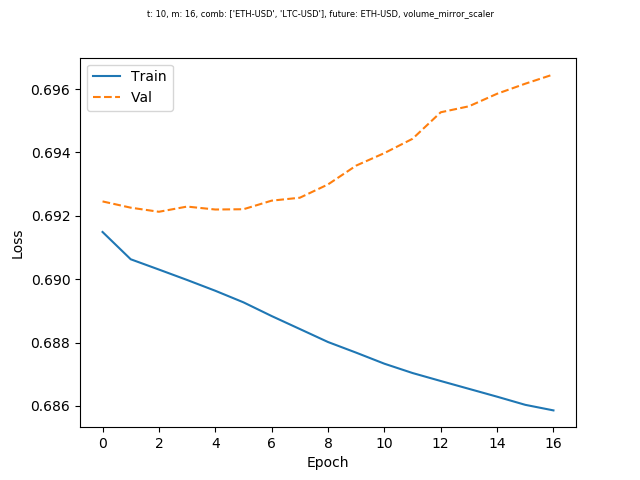 t: 10, m: 16, comb: ['ETH-USD', 'LTC-USD'], future: ETH-USD, volume_mirror_scaler
Train
Val
0.696
0.694
0.692
0.690
0.688
0.686
Loss
0 2 4 6 8 10 12 14 16
Epoch